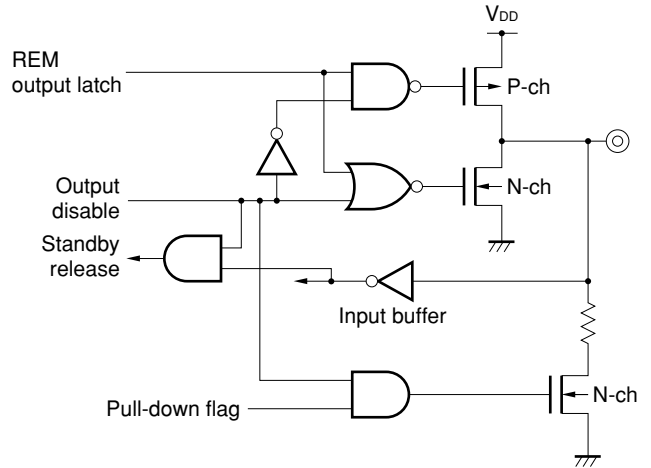 VDD
REM
output latch
P-ch
Output
disable
N-ch
Standby
release
Input buffer
Pull-down flag
N-ch